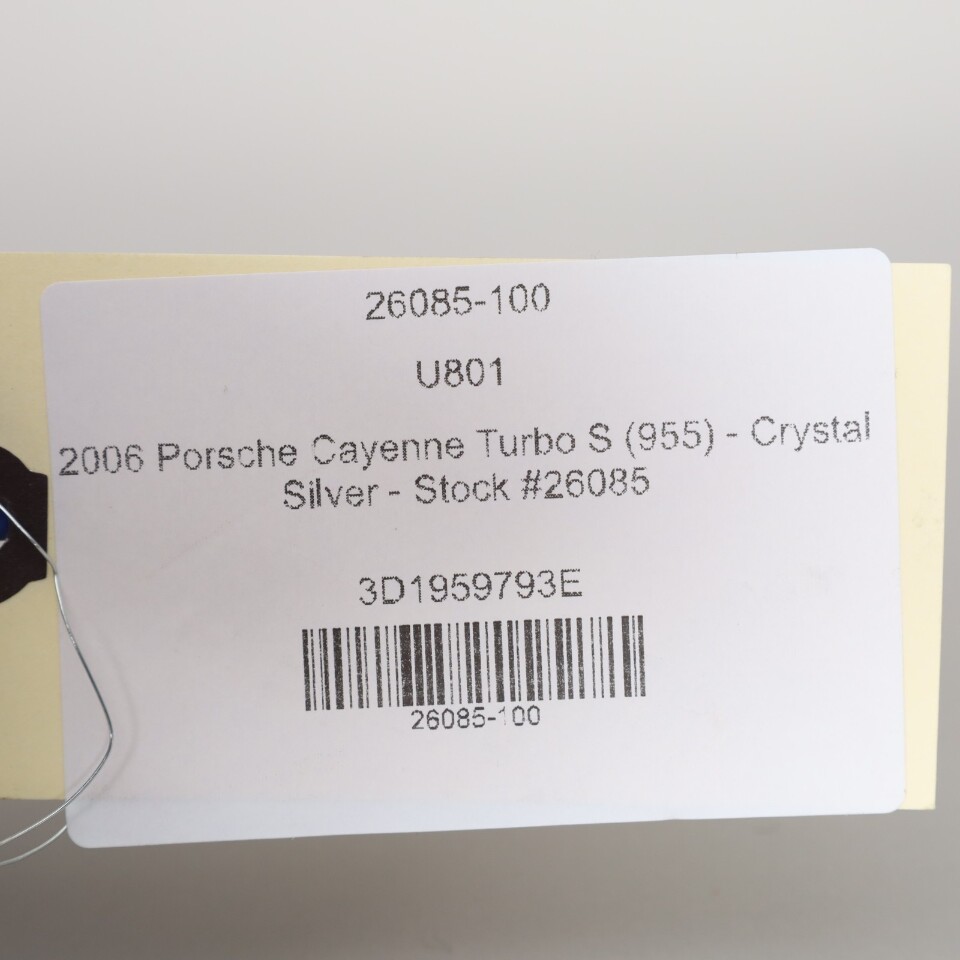 26085-100
U801
2006 Porsche Cayenne Turbo S (955) - Crystal
Silver - Stock #26085
3D1959793E
26085-100